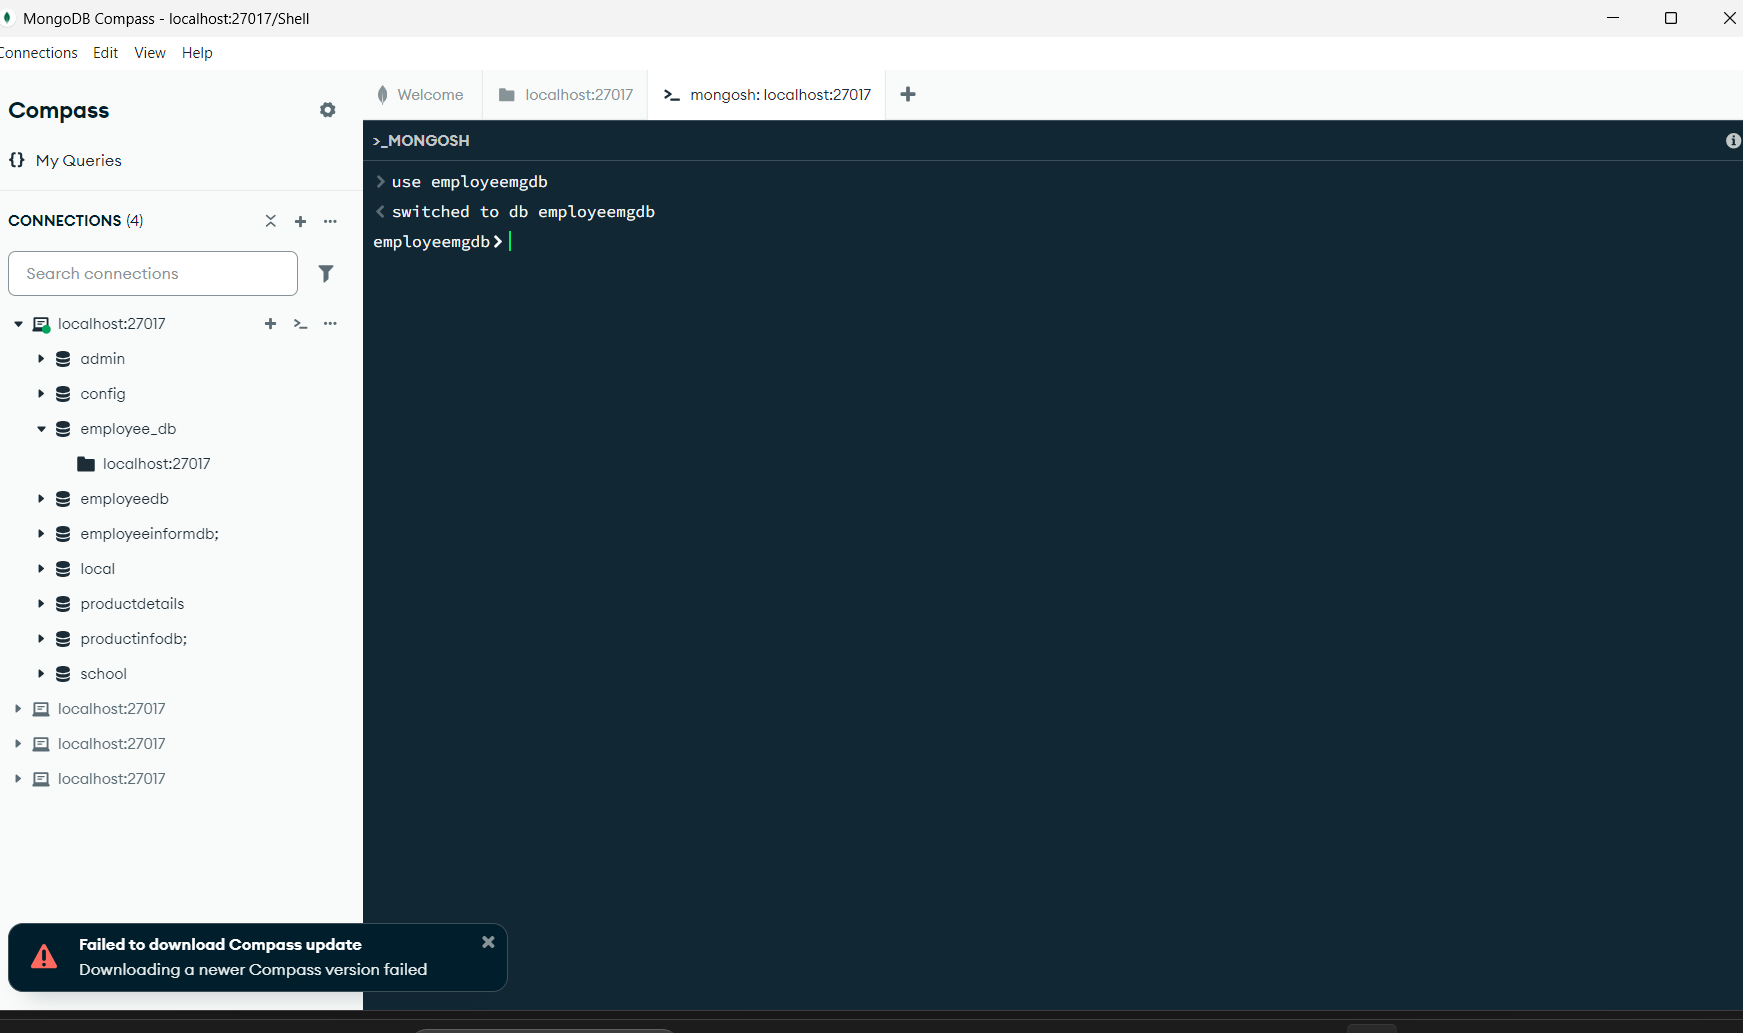 MongoDB Compass - localhost:27017/Shell
Connections Edit View Help
Compass
{} My Queries
CONNECTIONS (4)
Search connections
localhost:27017
admin
config
employee_db
localhost:27017
employeedb
employeeinformdb;
local
productdetails
productinfodb;
school
localhost:27017
localhost:27017
localhost:27017
Welcome
localhost:27017
>_ mongosh: localhost:27017
>_MONGOSH
> use employeemgdb
< switched to db employeemgdb
employeemgdb>
Failed to download Compass update
Downloading a newer Compass version failed